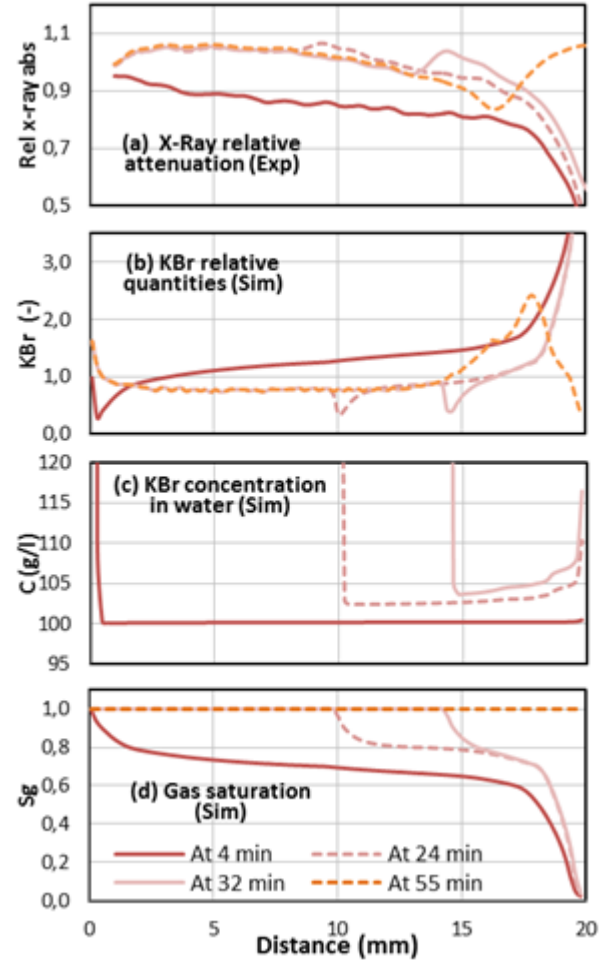 1,1
0,9
0,7
0,5
Rel x-ray abs
(a) X-Ray relative
attenuation (Exp)
3,0
2,0
1,0
0,0
KBr (-)
(b) KBr relative
quantities (Sim)
120
115
110
105
100
95
C (g/l)
(c) KBr concentration
in water (Sim)
1,0
0,8
0,6
0,4
0,2
0,0
Sg
(d) Gas saturation
(Sim)
At 4 min
At 24 min
At 32 min
At 55 min
0
5
10
15
20
Distance (mm)